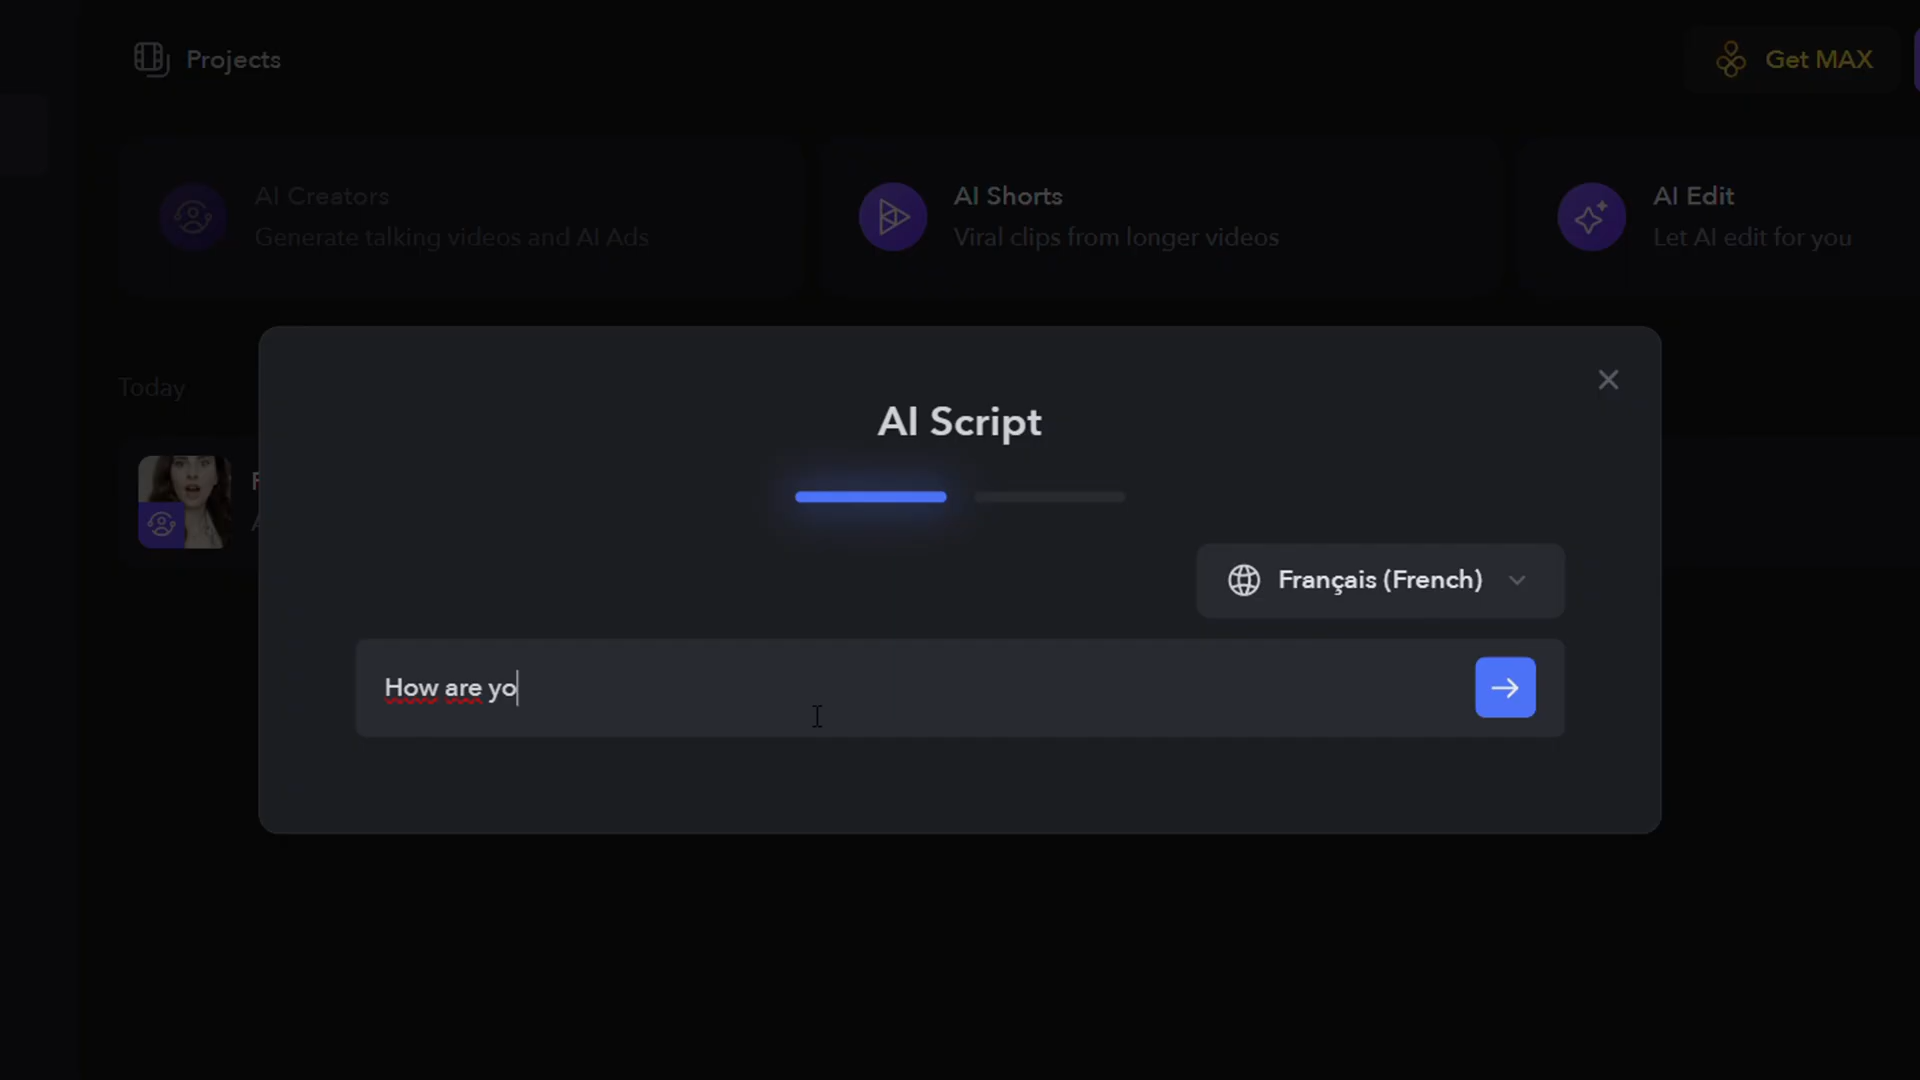 Projects
Get MAX
AI Creators
Generate talking videos and AI Ads
AI Shorts
Viral clips from longer videos
AI Edit
Let AI edit for you
Today
AI Script
Français (French)
How are yo